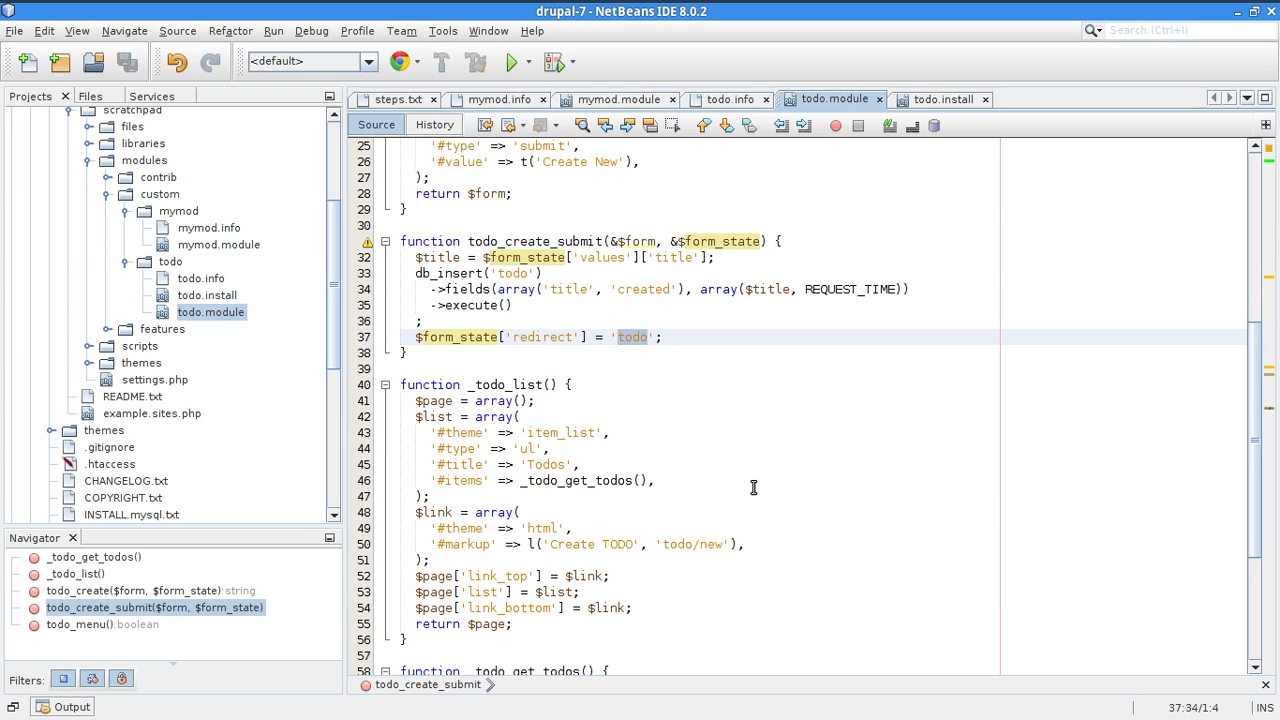 drupal-7 - NetBeans IDE 8.0.2
File Edit View Navigate Source Refactor Run Debug Profile Team Tools Window Help
Search (Ctrl+I)
<default>
Projects Files Services
scratchpad
files
libraries
modules
contrib
custom
mymod
mymod.info
mymod.module
todo
todo.info
todo.install
todo.module
features
scripts
themes
settings.php
README.txt
example.sites.php
themes
.gitignore
.htaccess
CHANGELOG.txt
COPYRIGHT.txt
INSTALL.mysql.txt
Navigator
_todo_get_todos()
_todo_list()
todo_create($form, $form_state):string
todo_create_submit($form, $form_state)
todo_menu():boolean
Filters:
Output
steps.txt mymod.info mymod.module todo.info todo.module todo.install
Source History
25 '#type' => 'submit',
26 '#value' => t('Create New'),
27 );
28 return $form;
29 }
30
function todo_create_submit(&$form, &$form_state) {
32 $title = $form_state['values']['title'];
33 db_insert('todo')
34 ->fields(array('title', 'created'), array($title, REQUEST_TIME))
35 ->execute()
36 ;
37 $form_state['redirect'] = 'todo';
38 }
39
40 function _todo_list() {
41 $page = array();
42 $list = array(
43 '#theme' => 'item_list',
44 '#type' => 'ul',
45 '#title' => 'Todos',
46 '#items' => _todo_get_todos(),
47 );
48 $link = array(
49 '#theme' => 'html',
50 '#markup' => l('Create TODO', 'todo/new'),
51 );
52 $page['link_top'] = $link;
53 $page['list'] = $list;
54 $page['link_bottom'] = $link;
55 return $page;
56 }
57
58 function _todo_get_todos() {
todo_create_submit
37:34/1:4 INS